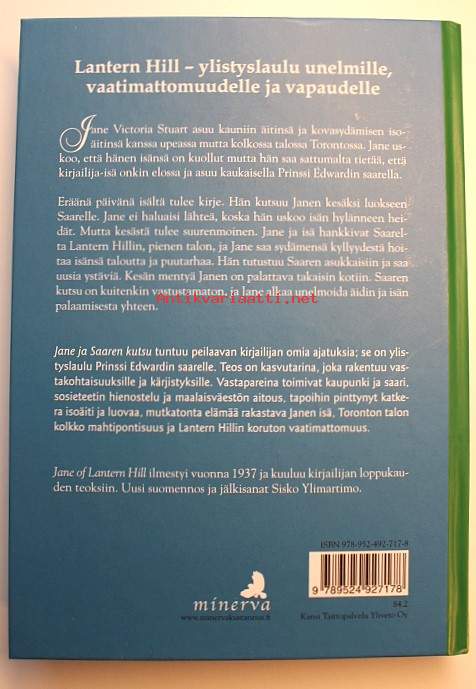 Lantern Hill – ylistyslaulu unelmille,
vaatimattomuudelle ja vapaudelle
Jane Victoria Stuart asuu kauniin äitinsä ja kovasydämisen iso-
äitinsä kanssa upeassa mutta kolkossa talossa Torontossa. Jane us-
koo, että hänen isänsä on kuollut mutta hän saa sattumalta tietää, että
kirjailija-isä onkin elossa ja asuu kaukaisella Prinssi Edwardin saarella.
Eräänä päivänä isältä tulee kirje. Hän kutsuu Janen kesäksi luokseen
Saarelle. Jane ei haluaisi lähteä, koska hän uskoo isän hylänneen hei-
dät. Mutta kesästä tulee suurenmoinen. Jane ja isä hankkivat Saarel-
ta Lantern Hillin, pienen talon, ja Jane saa sydämensä kyllyydestä hoi-
taa isänsä taloutta ja puutarhaa. Hän tutustuu Saaren asukkaisiin ja saa
uusia ystäviä. Kesän mentyä Janen on palattava takaisin kotiin. Saaren
kutsu on kuitenkin vastustamaton, ja Jane alkaa unelmoida äidin ja isän
palaamisesta yhteen.
Antikvariaatti.net
Jane ja Saaren kutsu tuntuu peilaavan kirjailijan omia ajatuksia; se on ylis-
tyslaulu Prinssi Edwardin saarelle. Teos on kasvutarina, joka rakentuu vas-
takohtaisuuksille ja kärjistyksille. Vastapareina toimivat kaupunki ja saari,
sosieteetin hienostelu ja maalaisväestön aitous, tapoihin pinttynyt katke-
ra isoäiti ja luovaa, mutkatonta elämää rakastava Janen isä, Toronton talon
kolkko mahtipontisuus ja Lantern Hillin koruton vaatimattomuus.
Jane of Lantern Hill ilmestyi vuonna 1937 ja kuuluu kirjailijan loppukau-
den teoksiin. Uusi suomennos ja jälkisanat Sisko Ylimartimo.
ISBN 978-952-492-717-8
9 789524 927178
84.2
minerva
www.minervakustannus.fi
Kansi Taittopalvelu Yliveto Oy